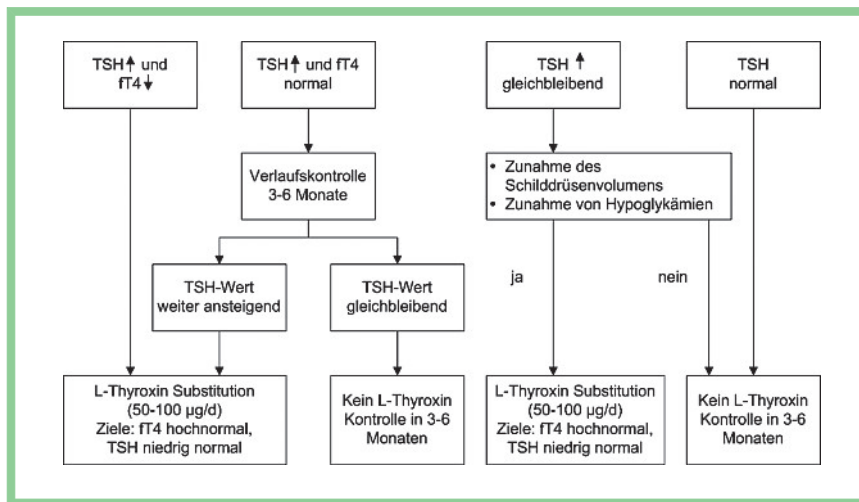 TSH↑ und
fT4↓
TSH↑ und fT4
normal
TSH ↑
gleichbleibend
TSH
normal
Verlaufskontrolle
3-6 Monate
• Zunahme des
Schilddrüsenvolumens
• Zunahme von Hypoglykämien
TSH-Wert
weiter ansteigend
TSH-Wert
gleichbleibend
ja
nein
L-Thyroxin Substitution
(50-100 µg/d)
Ziele: fT4 hochnormal,
TSH niedrig normal
Kein L-Thyroxin
Kontrolle in 3-6
Monaten
L-Thyroxin Substitution
(50-100 µg/d)
Ziele: fT4 hochnormal,
TSH niedrig normal
Kein L-Thyroxin
Kontrolle in 3-6
Monaten